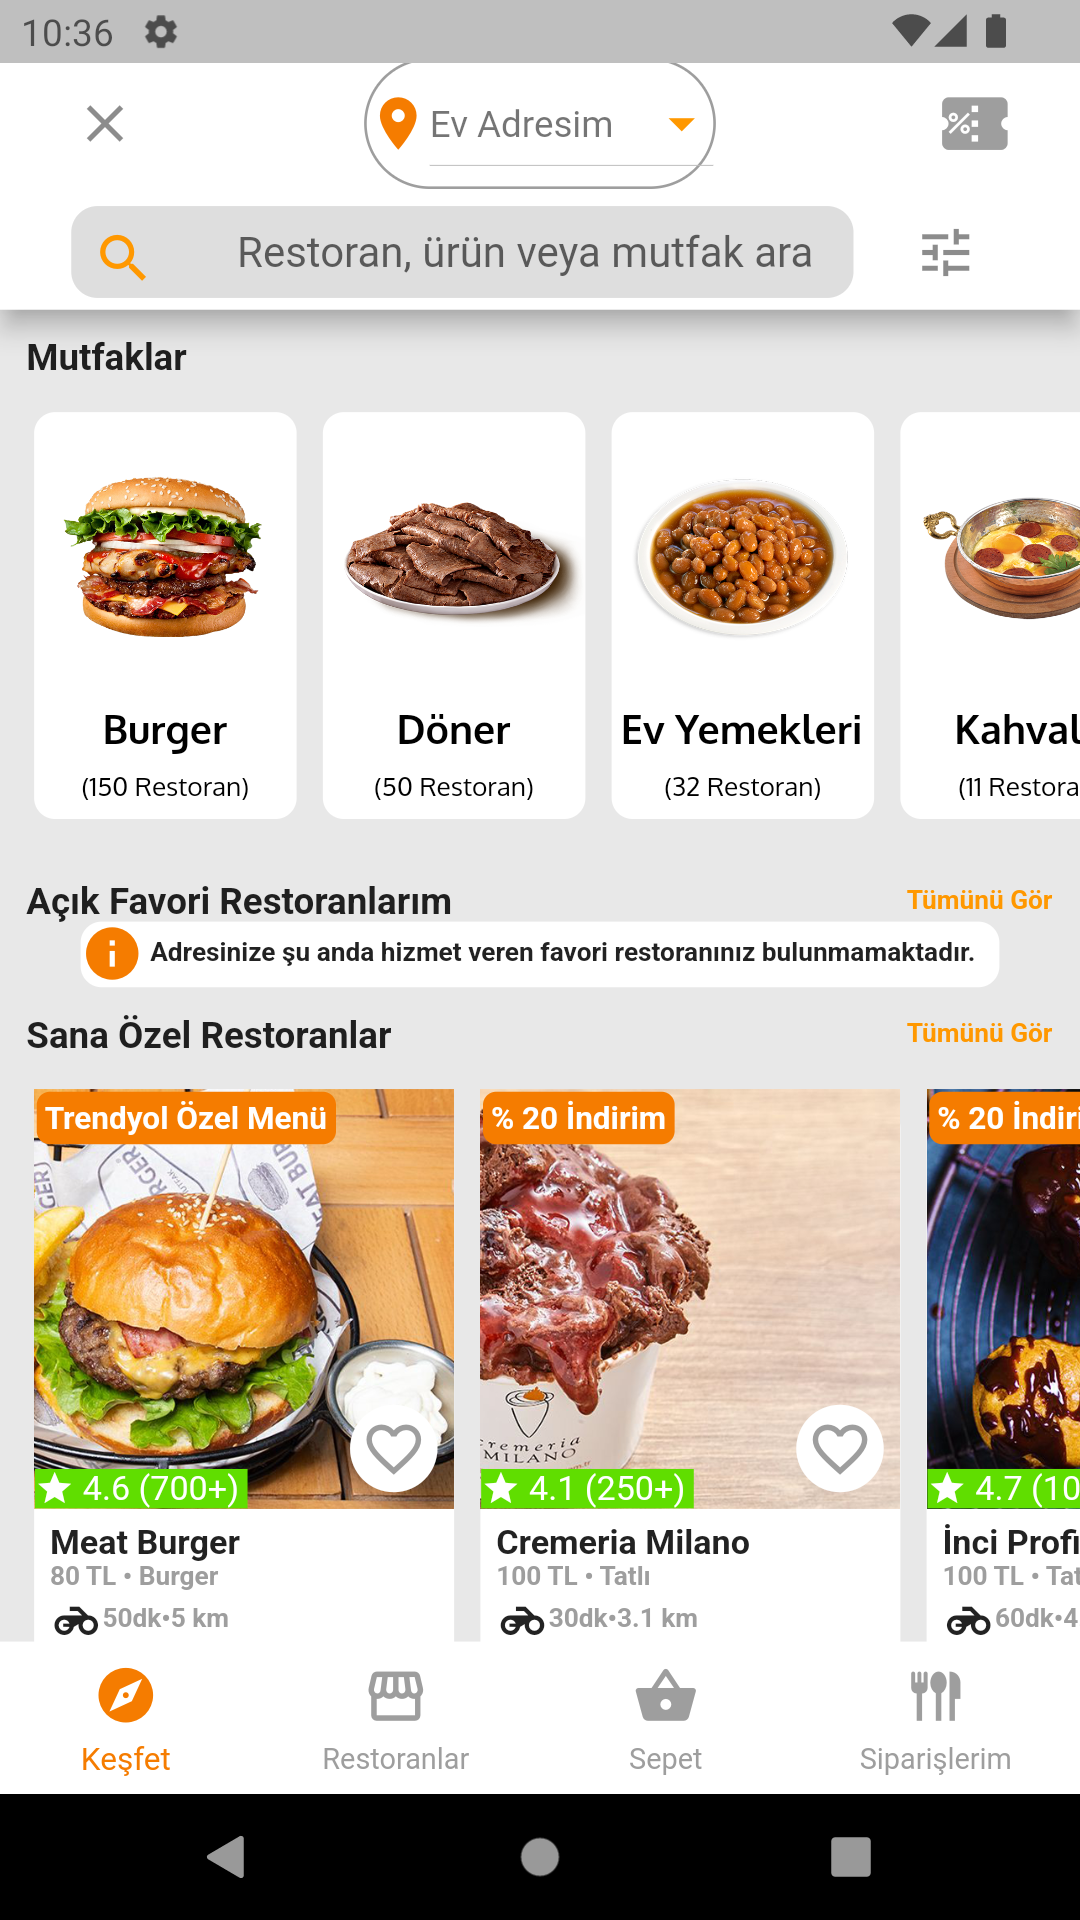 10:36
Ev Adresim
Restoran, ürün veya mutfak ara
Mutfaklar
Burger
(150 Restoran)
Döner
(50 Restoran)
Ev Yemekleri
(32 Restoran)
Kahval
(11 Restora
Açık Favori Restoranlarım
Tümünü Gör
Adresinize şu anda hizmet veren favori restoranınız bulunmamaktadır.
Sana Özel Restoranlar
Tümünü Gör
Trendyol Özel Menü
4.6 (700+)
Meat Burger
80 TL • Burger
50dk•5 km
% 20 İndirim
cremeria
MILANO
4.1 (250+)
Cremeria Milano
100 TL • Tatlı
30dk•3.1 km
% 20 İndiri
4.7 (10
İnci Profi
100 TL • Tat
60dk•4
Keşfet
Restoranlar
Sepet
Siparişlerim